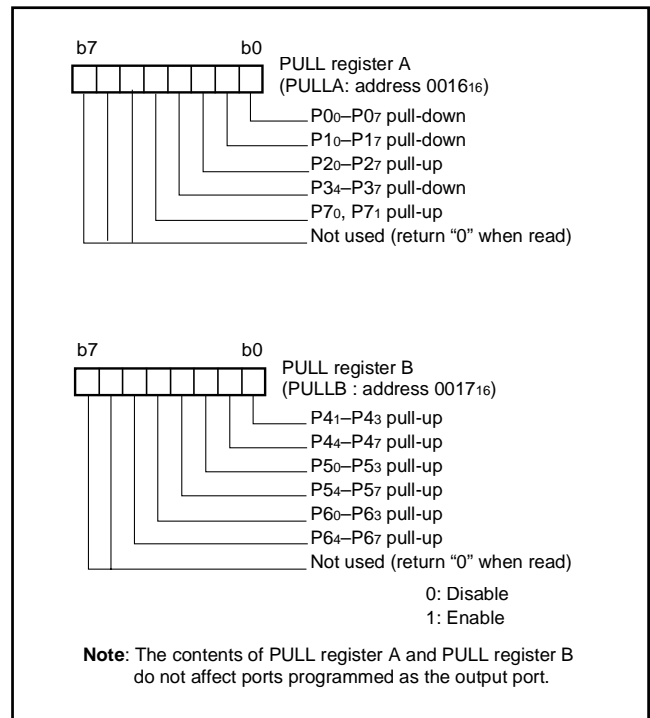 b7 b0
PULL register A
(PULLA: address 0016₁₆)
P0₀–P0₇ pull-down
P1₀–P1₇ pull-down
P2₀–P2₇ pull-up
P3₄–P3₇ pull-down
P7₀, P7₁ pull-up
Not used (return “0” when read)
b7 b0
PULL register B
(PULLB : address 0017₁₆)
P4₁–P4₃ pull-up
P4₄–P4₇ pull-up
P5₀–P5₃ pull-up
P5₄–P5₇ pull-up
P6₀–P6₃ pull-up
P6₄–P6₇ pull-up
Not used (return “0” when read)
0: Disable
1: Enable
Note: The contents of PULL register A and PULL register B
do not affect ports programmed as the output port.